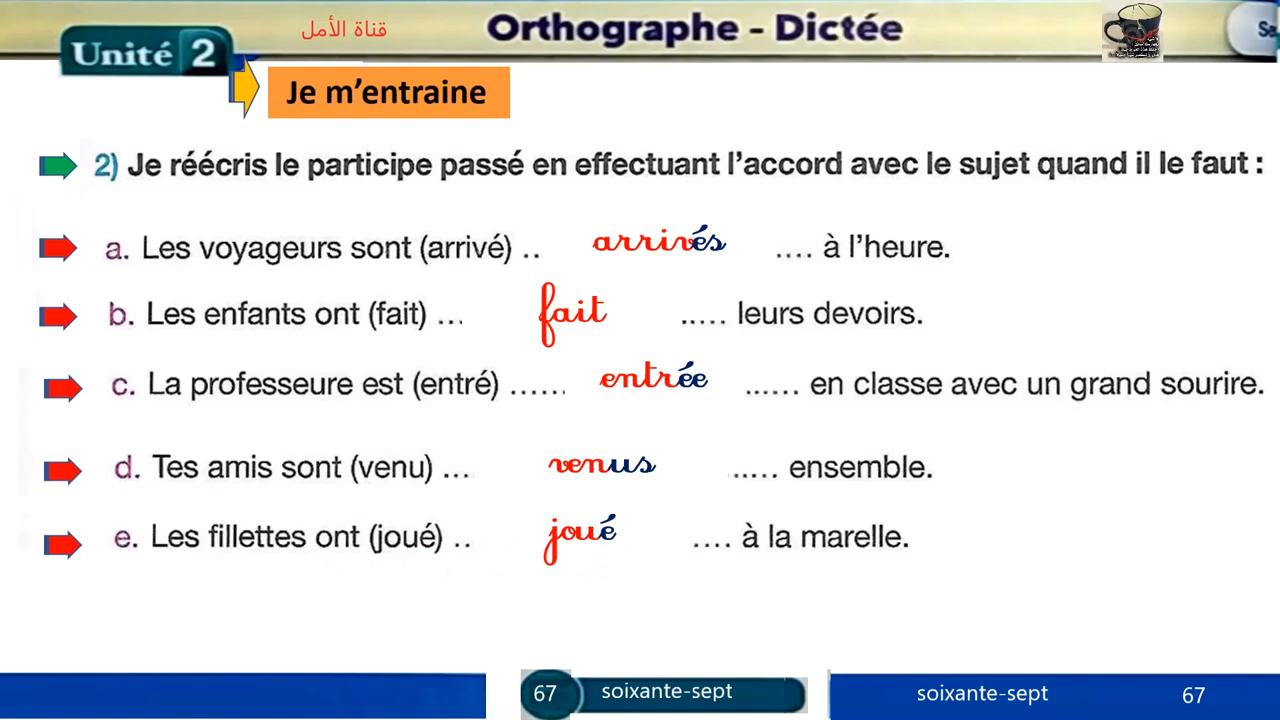 قناة الأمل
Orthographe - Dictée
Se
Unité 2
Je m’entraine
2) Je réécris le participe passé en effectuant l’accord avec le sujet quand il le faut :
a. Les voyageurs sont (arrivé) .. arrivés .... à l’heure.
b. Les enfants ont (fait) ... fait ..... leurs devoirs.
c. La professeure est (entré) ...... entrée ...... en classe avec un grand sourire.
d. Tes amis sont (venu) ... venus ..... ensemble.
e. Les fillettes ont (joué) .. joué .... à la marelle.
67 soixante-sept soixante-sept 67